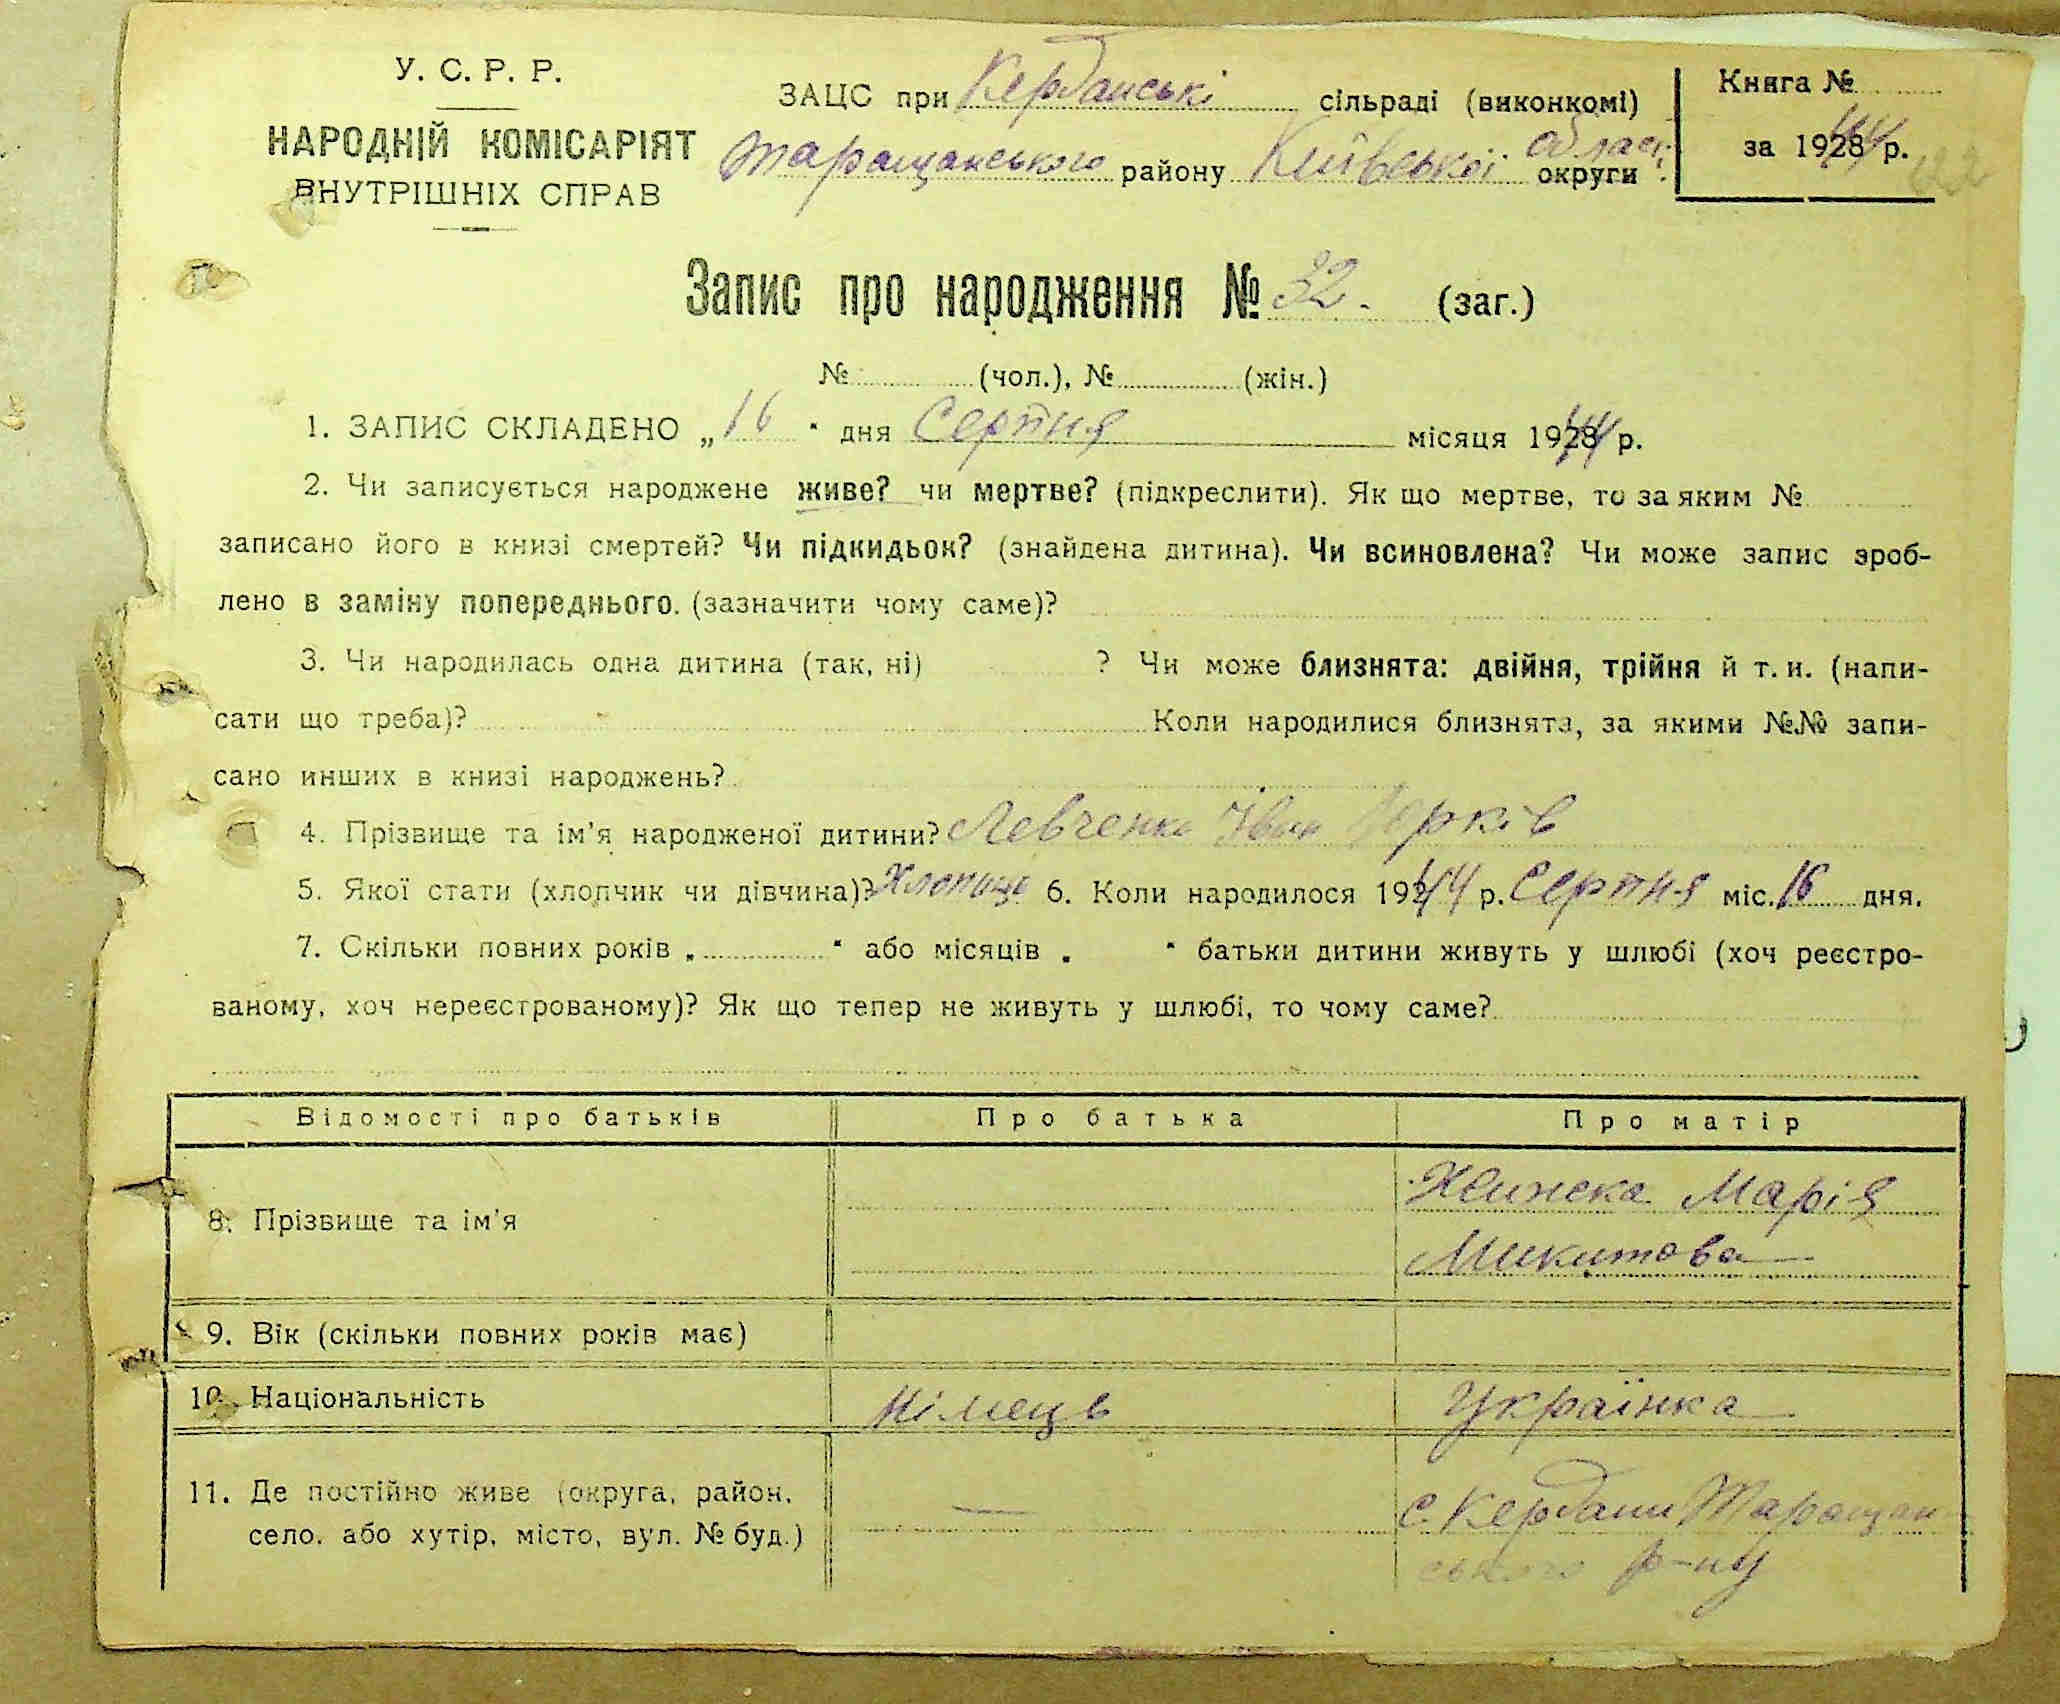 У. С. Р. Р.
НАРОДНІЙ КОМІСАРІЯТ
ВНУТРІШНІХ СПРАВ
ЗАЦС при Керданські сільраді (виконкомі)
Таращанського району Київської округи област
Книга №
за 1944 р.
Запис про народження № 32. (заг.)
№ (чол.), № (жін.)
1. ЗАПИС СКЛАДЕНО „16“ дня Серпня місяця 1944 р.
2. Чи записується народжене живе? чи мертве? (підкреслити). Як що мертве, то за яким №
записано його в книзі смертей? Чи підкидьок? (знайдена дитина). Чи всиновлена? Чи може запис зроб-
лено в заміну попереднього. (зазначити чому саме)?
3. Чи народилась одна дитина (так, ні) ? Чи може близнята: двійня, трійня й т. и. (напи-
сати що треба)? Коли народилися близнята, за якими №№ запи-
сано инших в книзі народжень?
4. Прізвище та ім'я народженої дитини? Левченко Іван
5. Якої стати (хлопчик чи дівчина)? Хлопиць 6. Коли народилося 1944 р. Серпня міс. 16 дня.
7. Скільки повних років „ “ або місяців „ “ батьки дитини живуть у шлюбі (хоч реєстро-
ваному, хоч нереєстрованому)? Як що тепер не живуть у шлюбі, то чому саме?
Відомості про батьків Про батька Про матір
8. Прізвище та ім'я Марія
Микитова
9. Вік (скільки повних років має)
10. Національність Німець Українка
11. Де постійно живе (округа, район, — с. Кердани Таращан
село, або хутір, місто, вул. № буд.) ського р-ну